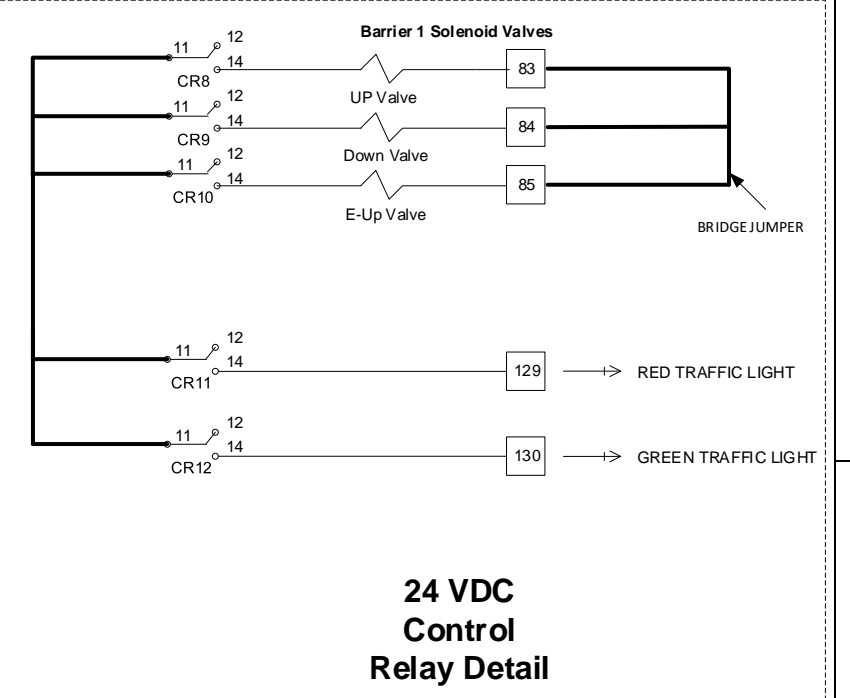 Barrier 1 Solenoid Valves
11 12
14 83
CR8
UP Valve
11 12
14 84
CR9
Down Valve
11 12
14 85
CR10
E-Up Valve
BRIDGE JUMPER
11 12
14 129 RED TRAFFIC LIGHT
CR11
11 12
14 130 GREEN TRAFFIC LIGHT
CR12
24 VDC
Control
Relay Detail